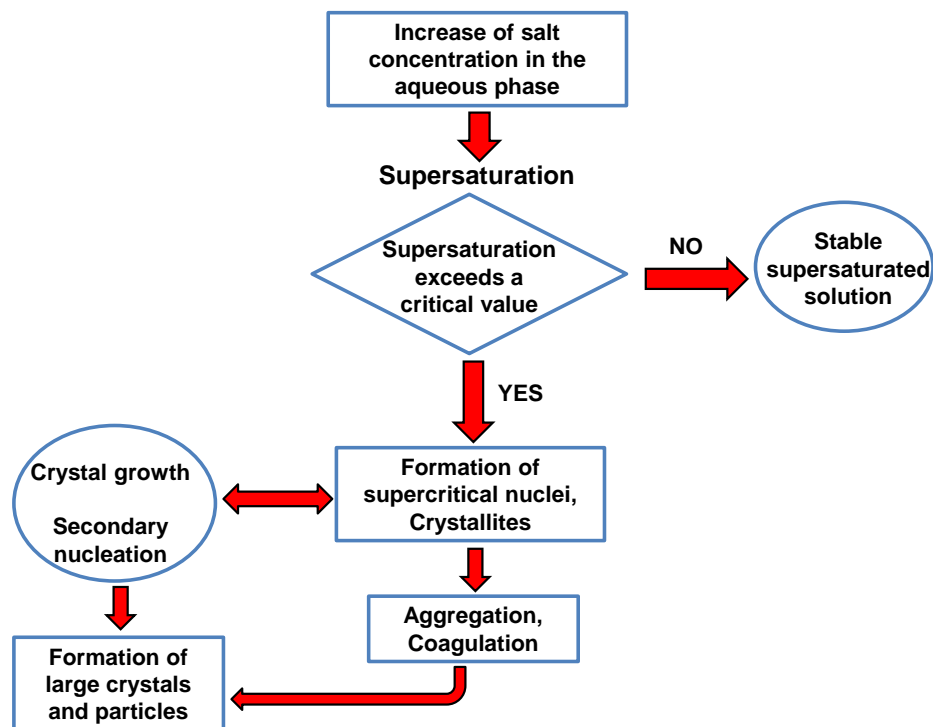 Increase of salt
concentration in the
aqueous phase
Supersaturation
Supersaturation
exceeds a
critical value
NO
Stable
supersaturated
solution
YES
Formation of
supercritical nuclei,
Crystallites
Crystal growth
Secondary
nucleation
Aggregation,
Coagulation
Formation of
large crystals
and particles